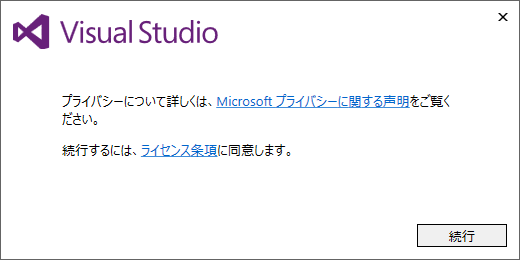 Visual Studio
プライバシーについて詳しくは、Microsoft プライバシーに関する声明をご覧く
ださい。
続行するには、ライセンス条項に同意します。
続行